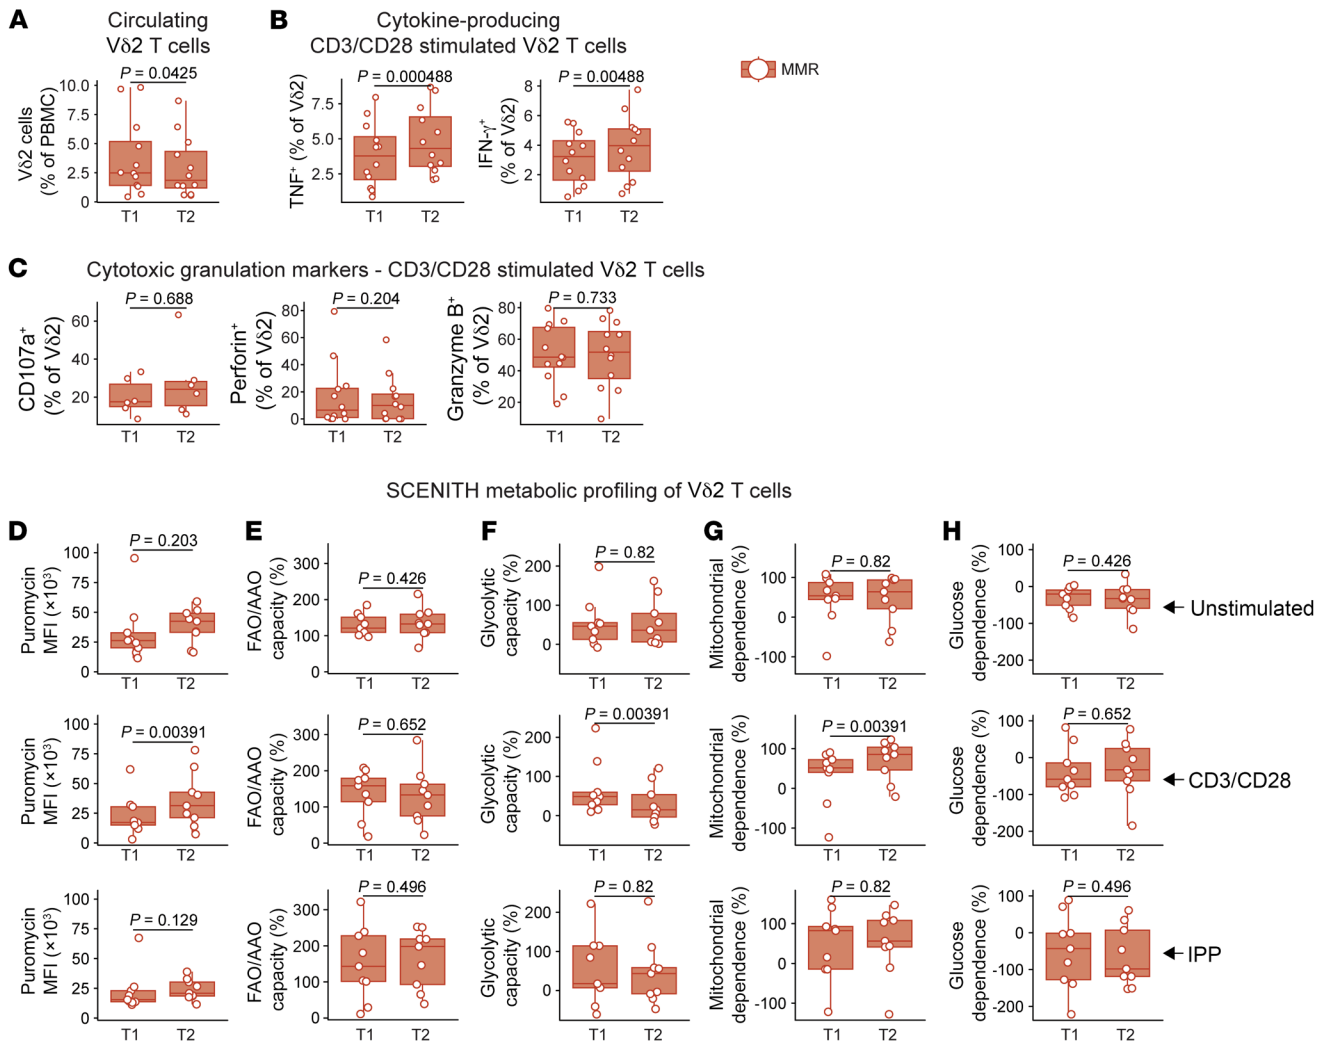 A
Circulating
Vδ2 T cells
P = 0.0425
Vδ2 cells
(% of PBMC)
10.0
7.5
5.0
2.5
0
T1 T2
B
Cytokine-producing
CD3/CD28 stimulated Vδ2 T cells
P = 0.000488
TNF+ (% of Vδ2)
7.5
5.0
2.5
T1 T2
P = 0.00488
IFN-γ+
(% of Vδ2)
8
6
4
2
T1 T2
MMR
C
Cytotoxic granulation markers - CD3/CD28 stimulated Vδ2 T cells
P = 0.688
CD107a+
(% of Vδ2)
60
40
20
T1 T2
P = 0.204
Perforin+
(% of Vδ2)
80
60
40
20
0
T1 T2
P = 0.733
Granzyme B+
(% of Vδ2)
80
60
40
20
T1 T2
SCENITH metabolic profiling of Vδ2 T cells
D
P = 0.203
Puromycin
MFI (×10³)
100
75
50
25
0
T1 T2
E
P = 0.426
FAO/AAO
capacity (%)
300
200
100
0
T1 T2
F
P = 0.82
Glycolytic
capacity (%)
200
100
0
T1 T2
G
P = 0.82
Mitochondrial
dependence (%)
100
0
-100
T1 T2
H
P = 0.426
Glucose
dependence (%)
100
0
-100
-200
T1 T2
Unstimulated
P = 0.00391
Puromycin
MFI (×10³)
100
75
50
25
0
T1 T2
P = 0.652
FAO/AAO
capacity (%)
300
200
100
0
T1 T2
P = 0.00391
Glycolytic
capacity (%)
200
100
0
T1 T2
P = 0.00391
Mitochondrial
dependence (%)
100
0
-100
T1 T2
P = 0.652
Glucose
dependence (%)
100
0
-100
-200
T1 T2
CD3/CD28
P = 0.129
Puromycin
MFI (×10³)
100
75
50
25
0
T1 T2
P = 0.496
FAO/AAO
capacity (%)
300
200
100
0
T1 T2
P = 0.82
Glycolytic
capacity (%)
200
100
0
T1 T2
P = 0.82
Mitochondrial
dependence (%)
100
0
-100
T1 T2
P = 0.496
Glucose
dependence (%)
100
0
-100
-200
T1 T2
IPP